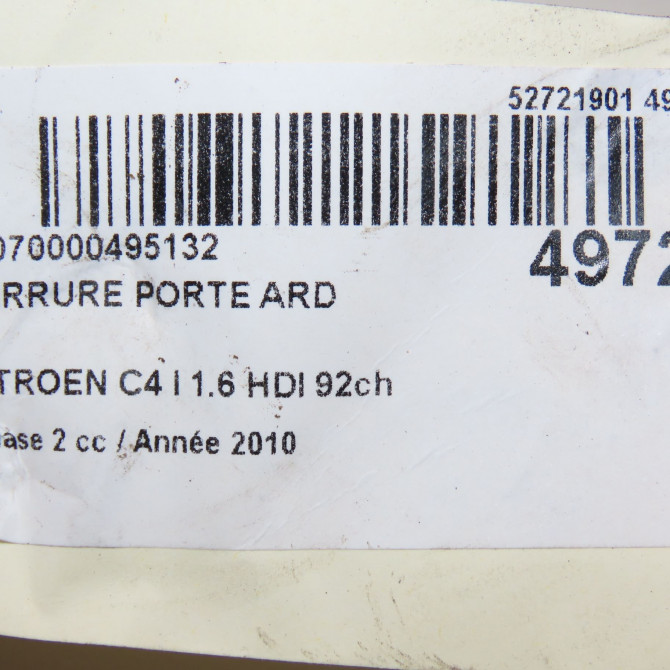 52721901 49
070000495132
4972
RRURE PORTE ARD
TROEN C4 I 1.6 HDI 92ch
ase 2 cc / Année 2010